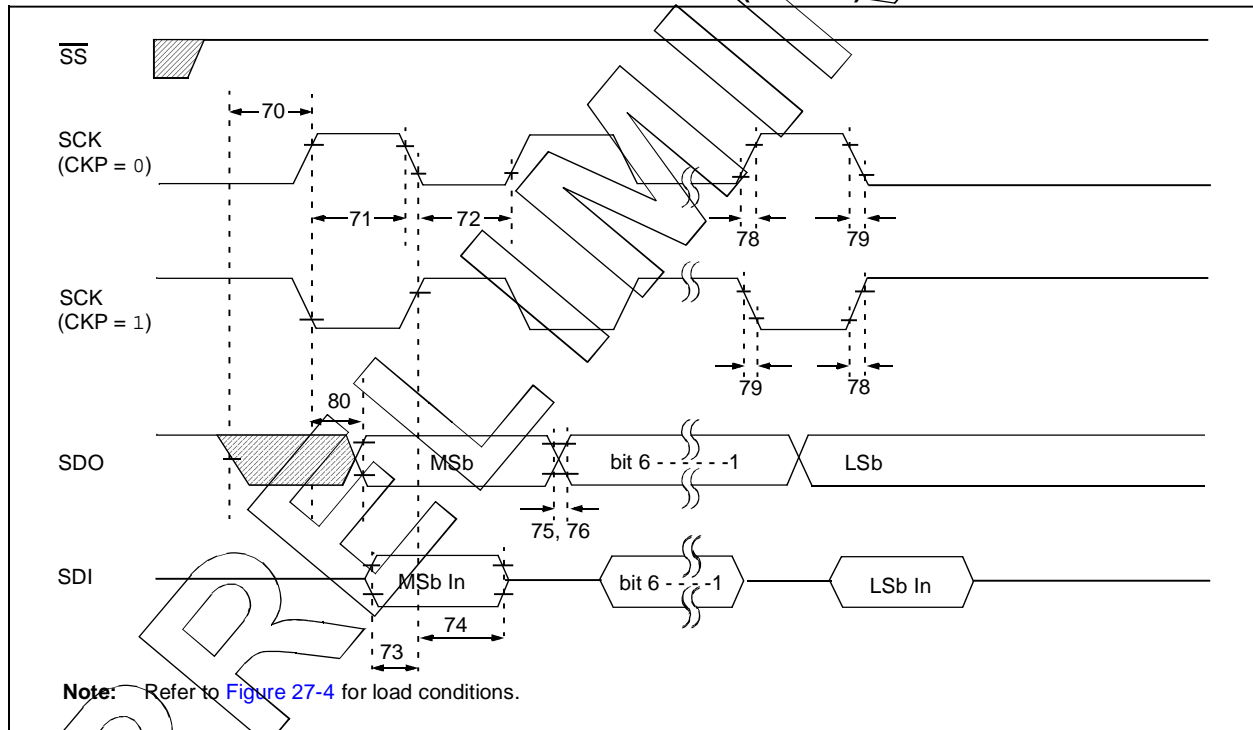 SS
70
SCK
(CKP = 0)
71
72
78
79
SCK
(CKP = 1)
79
78
80
SDO
MSb
bit 6 - - - - - -1
LSb
75, 76
SDI
MSb In
bit 6 - - - - -1
LSb In
74
73
Note: Refer to Figure 27-4 for load conditions.
PRELIMIN